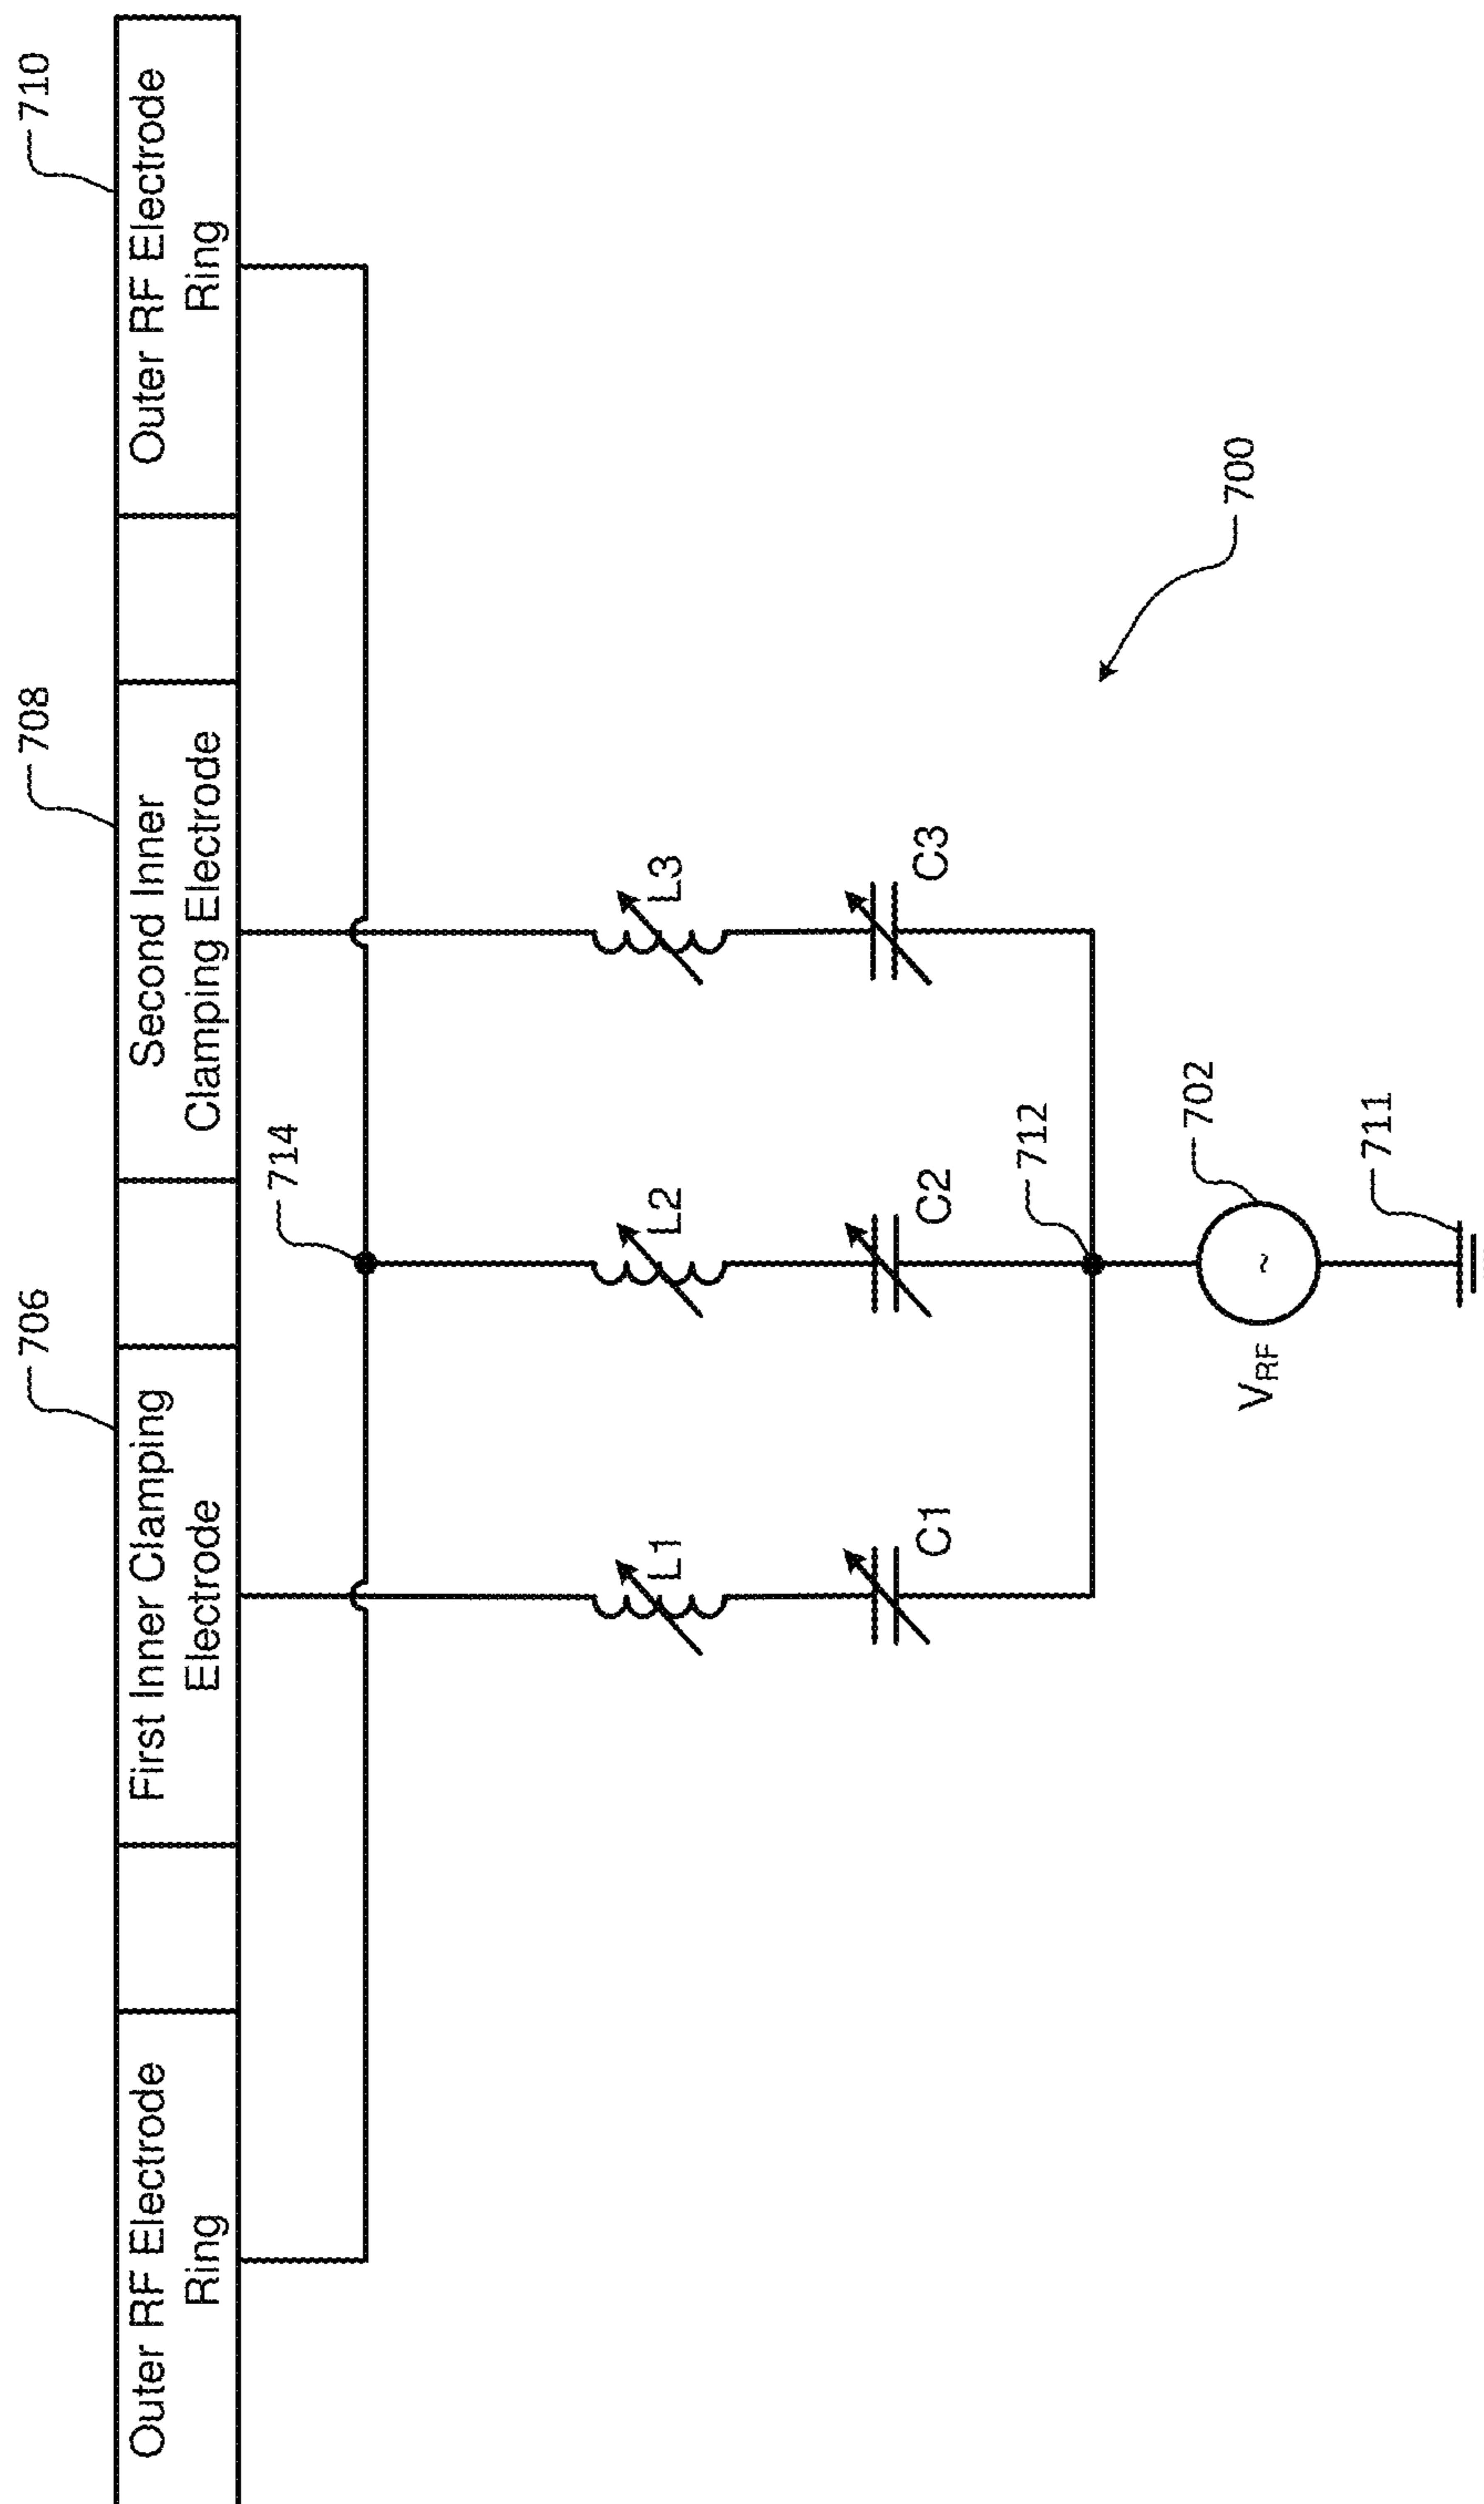 706
708
710
Outer RF Electrode
Ring
First Inner Clamping
Electrode
Second Inner
Clamping Electrode
Outer RF Electrode
Ring
714
L1
L2
L3
C1
C2
C3
712
700
702
VRF
~
711